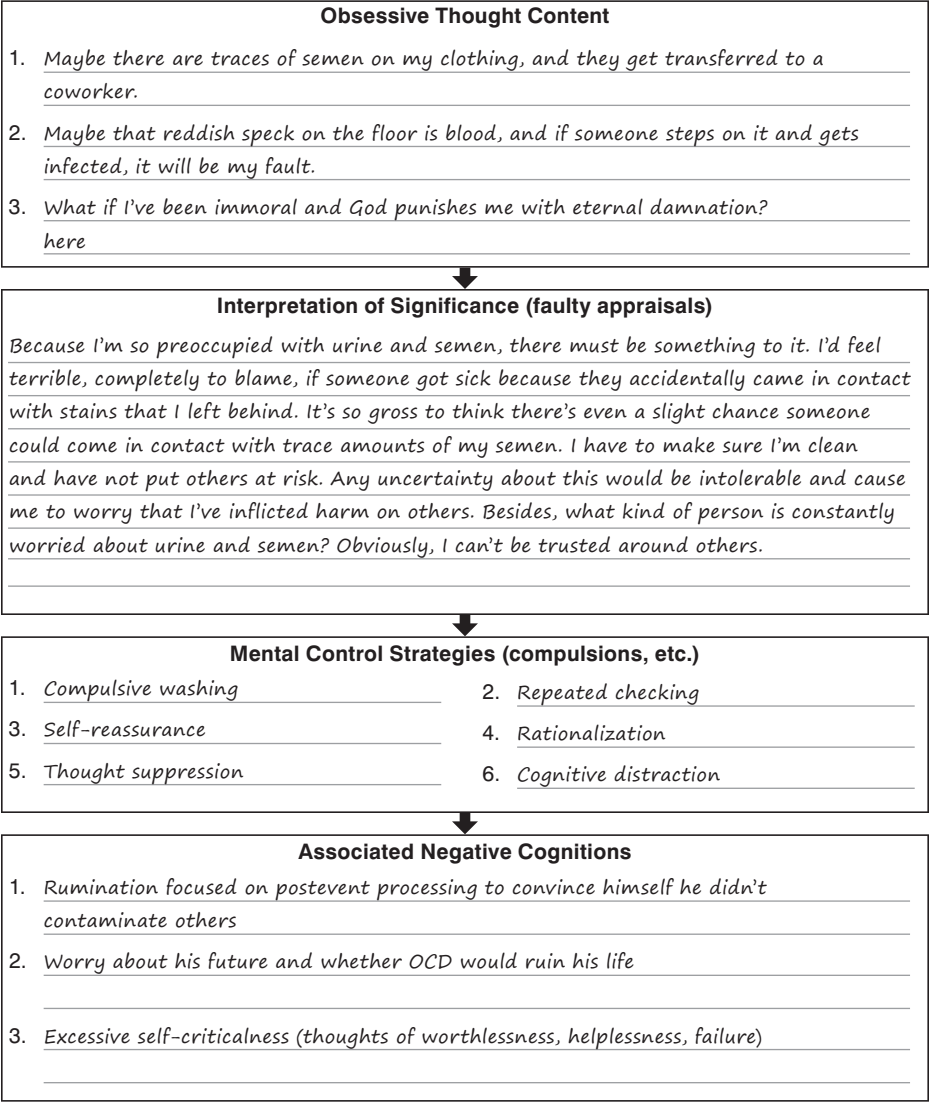 Obsessive Thought Content
1. Maybe there are traces of semen on my clothing, and they get transferred to a
coworker.
2. Maybe that reddish speck on the floor is blood, and if someone steps on it and gets
infected, it will be my fault.
3. What if I've been immoral and God punishes me with eternal damnation?
here
Interpretation of Significance (faulty appraisals)
Because I'm so preoccupied with urine and semen, there must be something to it. I'd feel
terrible, completely to blame, if someone got sick because they accidentally came in contact
with stains that I left behind. It's so gross to think there's even a slight chance someone
could come in contact with trace amounts of my semen. I have to make sure I'm clean
and have not put others at risk. Any uncertainty about this would be intolerable and cause
me to worry that I've inflicted harm on others. Besides, what kind of person is constantly
worried about urine and semen? Obviously, I can't be trusted around others.
Mental Control Strategies (compulsions, etc.)
1. Compulsive washing
2. Repeated checking
3. Self-reassurance
4. Rationalization
5. Thought suppression
6. Cognitive distraction
Associated Negative Cognitions
1. Rumination focused on postevent processing to convince himself he didn't
contaminate others
2. Worry about his future and whether OCD would ruin his life
3. Excessive self-criticalness (thoughts of worthlessness, helplessness, failure)